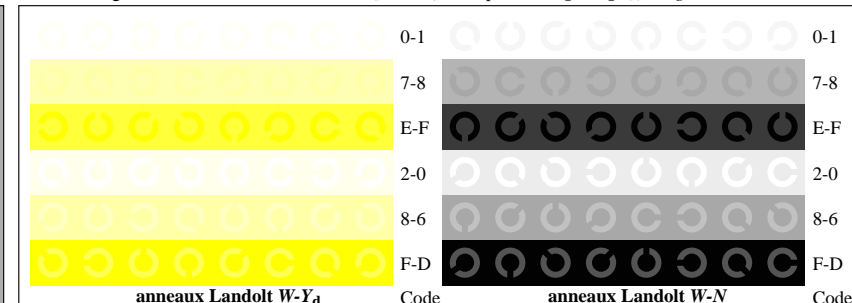 0-1 0-1
7-8 7-8
E-F E-F
2-0 2-0
8-6 8-6
F-D F-D
anneaux Landolt W-Yd Code anneaux Landolt W-N Code